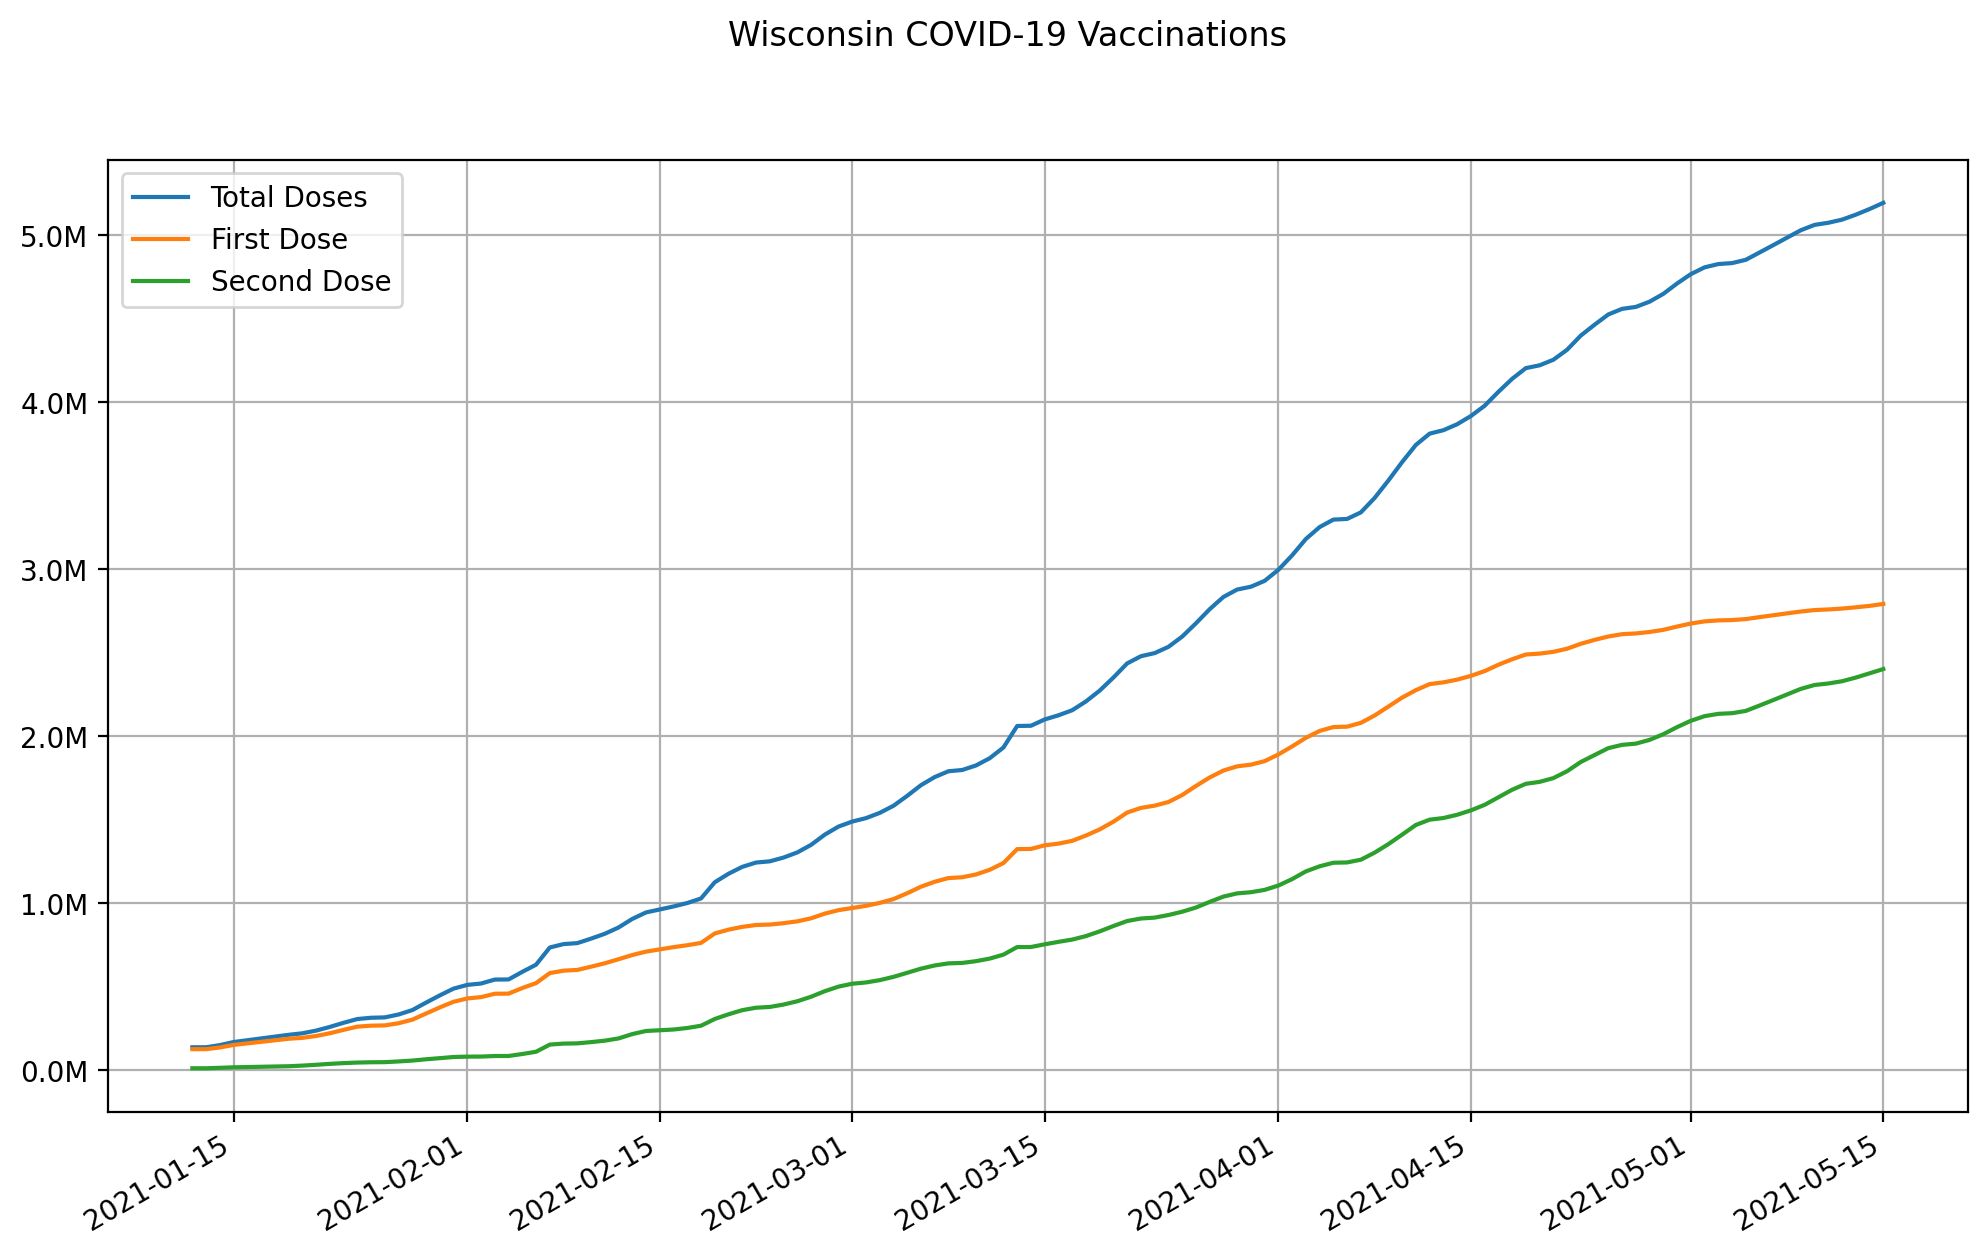 Wisconsin COVID-19 Vaccinations
Total Doses
First Dose
Second Dose
5.0M
4.0M
3.0M
2.0M
1.0M
0.0M
2021-01-15
2021-02-01
2021-02-15
2021-03-01
2021-03-15
2021-04-01
2021-04-15
2021-05-01
2021-05-15